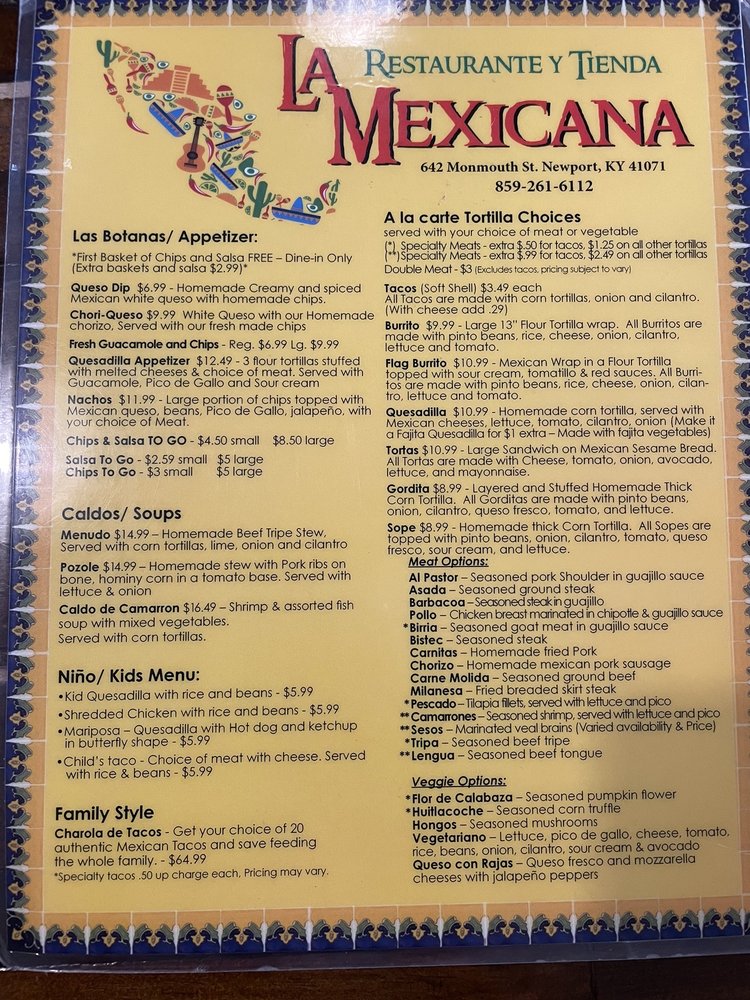 LA RESTAURANTE Y TIENDA
MEXICANA
642 Monmouth St. Newport, KY 41071
859-261-6112
Las Botanas/ Appetizer:
*First Basket of Chips and Salsa FREE – Dine-in Only
(Extra baskets and salsa $2.99)*
Queso Dip $6.99 - Homemade Creamy and spiced
Mexican white queso with homemade chips.
Chori-Queso $9.99 White Queso with our Homemade
chorizo, Served with our fresh made chips
Fresh Guacamole and Chips - Reg. $6.99 Lg. $9.99
Quesadilla Appetizer $12.49 - 3 flour tortillas stuffed
with melted cheeses & choice of meat. Served with
Guacamole, Pico de Gallo and Sour cream
Nachos $11.99 - Large portion of chips topped with
Mexican queso, beans, Pico de Gallo, jalapeño, with
your choice of Meat.
Chips & Salsa TO GO - $4.50 small $8.50 large
Salsa To Go - $2.59 small $5 large
Chips To Go - $3 small $5 large
Caldos/ Soups
Menudo $14.99 – Homemade Beef Tripe Stew,
Served with corn tortillas, lime, onion and cilantro
Pozole $14.99 – Homemade stew with Pork ribs on
bone, hominy corn in a tomato base. Served with
lettuce & onion
Caldo de Camarron $16.49 – Shrimp & assorted fish
soup with mixed vegetables.
Served with corn tortillas.
Niño/ Kids Menu:
•Kid Quesadilla with rice and beans - $5.99
•Shredded Chicken with rice and beans - $5.99
•Mariposa – Quesadilla with Hot dog and ketchup
in butterfly shape - $5.99
•Child's taco - Choice of meat with cheese. Served
with rice & beans - $5.99
Family Style
Charola de Tacos - Get your choice of 20
authentic Mexican Tacos and save feeding
the whole family. - $64.99
*Specialty tacos .50 up charge each, Pricing may vary.
A la carte Tortilla Choices
served with your choice of meat or vegetable
(*) Specialty Meats - extra $.50 for tacos, $1.25 on all other tortillas
(**)Specialty Meats - extra $.99 for tacos, $2.49 on all other tortillas
Double Meat - $3 (Excludes tacos, pricing subject to vary)
Tacos (Soft Shell) $3.49 each
All Tacos are made with corn tortillas, onion and cilantro.
(With cheese add .29)
Burrito $9.99 - Large 13" Flour Tortilla wrap. All Burritos are
made with pinto beans, rice, cheese, onion, cilantro,
lettuce and tomato.
Flag Burrito $10.99 - Mexican Wrap in a Flour Tortilla
topped with sour cream, tomatillo & red sauces. All Burri-
tos are made with pinto beans, rice, cheese, onion, cilan-
tro, lettuce and tomato.
Quesadilla $10.99 - Homemade corn tortilla, served with
Mexican cheeses, lettuce, tomato, cilantro, onion (Make it
a Fajita Quesadilla for $1 extra – Made with fajita vegetables)
Tortas $10.99 - Large Sandwich on Mexican Sesame Bread.
All Tortas are made with Cheese, tomato, onion, avocado,
lettuce, and mayonnaise.
Gordita $8.99 - Layered and Stuffed Homemade Thick
Corn Tortilla. All Gorditas are made with pinto beans,
onion, cilantro, queso fresco, tomato, and lettuce.
Sope $8.99 - Homemade thick Corn Tortilla. All Sopes are
topped with pinto beans, onion, cilantro, tomato, queso
fresco, sour cream, and lettuce.
Meat Options:
Al Pastor – Seasoned pork Shoulder in guajillo sauce
Asada – Seasoned ground steak
Barbacoa – Seasoned steak in guajillo
Pollo – Chicken breast marinated in chipotle & guajillo sauce
*Birria – Seasoned goat meat in guajillo sauce
Bistec – Seasoned steak
Carnitas – Homemade fried Pork
Chorizo – Homemade mexican pork sausage
Carne Molida – Seasoned ground beef
Milanesa – Fried breaded skirt steak
*Pescado – Tilapia fillets, served with lettuce and pico
**Camarrones – Seasoned shrimp, served with lettuce and pico
**Sesos – Marinated veal brains (Varied availability & Price)
*Tripa – Seasoned beef tripe
**Lengua – Seasoned beef tongue
Veggie Options:
*Flor de Calabaza – Seasoned pumpkin flower
*Huitlacoche – Seasoned corn truffle
Hongos – Seasoned mushrooms
Vegetariano – Lettuce, pico de gallo, cheese, tomato,
rice, beans, onion, cilantro, sour cream & avocado
Queso con Rajas – Queso fresco and mozzarella
cheeses with jalapeño peppers